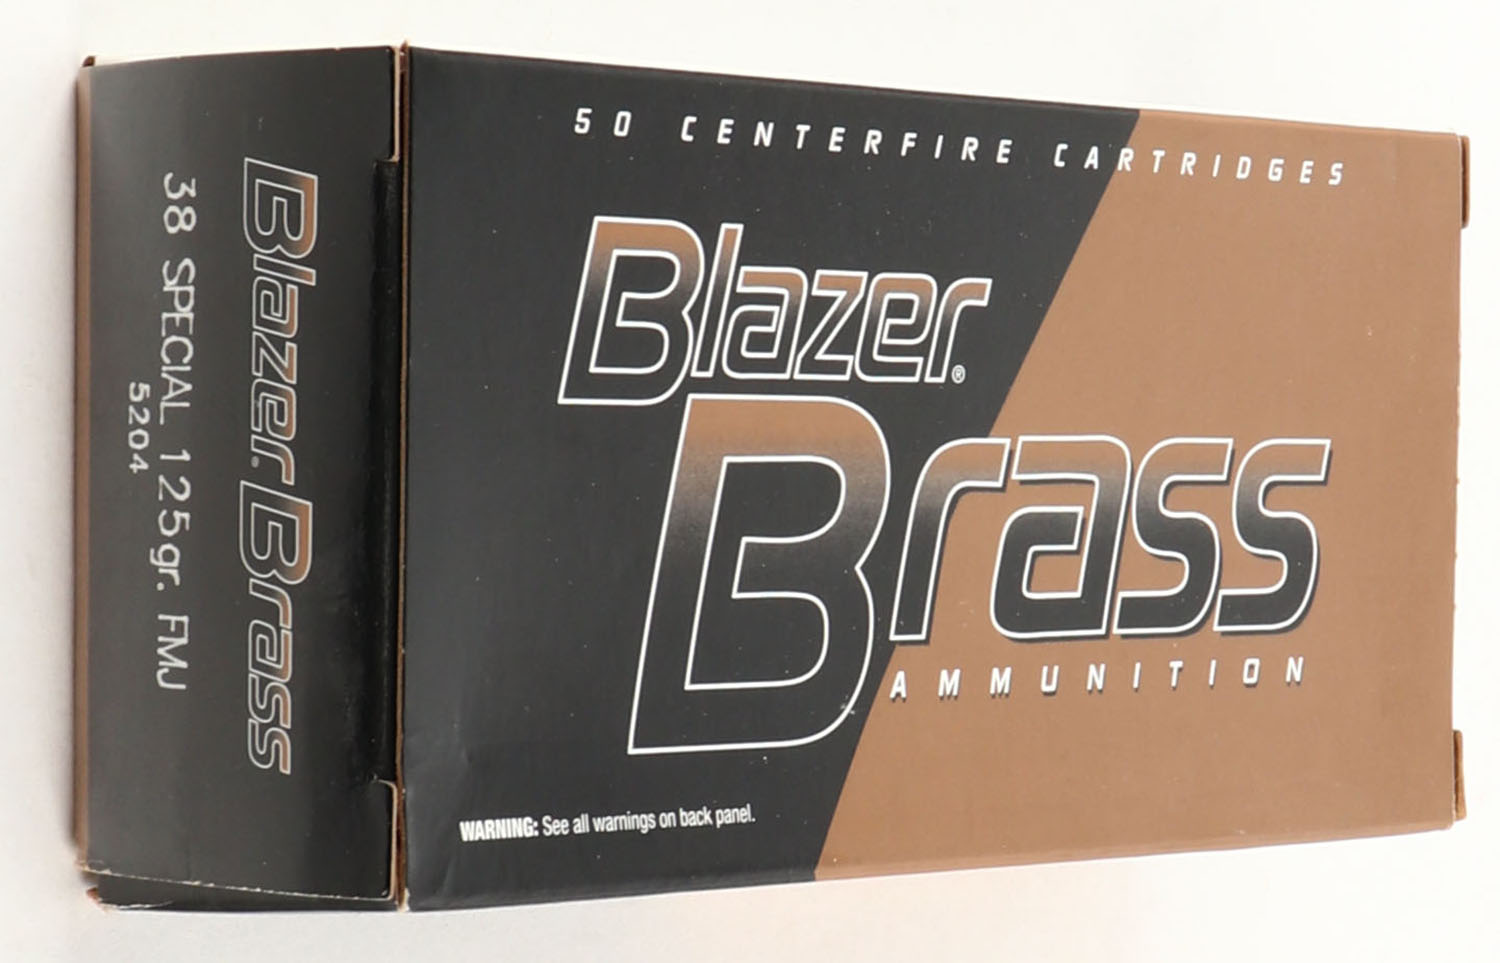 50 CENTERFIRE CARTRIDGES
Blazer®
Brass
AMMUNITION
WARNING: See all warnings on back panel.
Blazer. Brass
38 SPECIAL 125gr. FMJ
5204